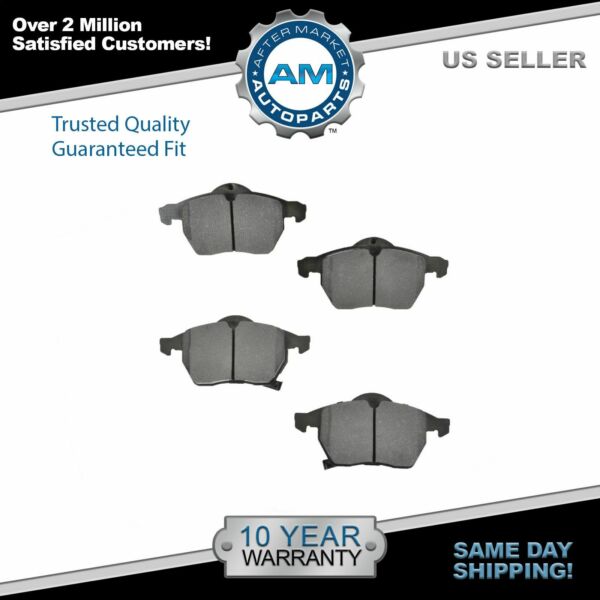 Over 2 Million
Satisfied Customers!
AFTER MARKET
AM
AUTOPARTS
™
US SELLER
Trusted Quality
Guaranteed Fit
10 YEAR
WARRANTY
SAME DAY
SHIPPING!